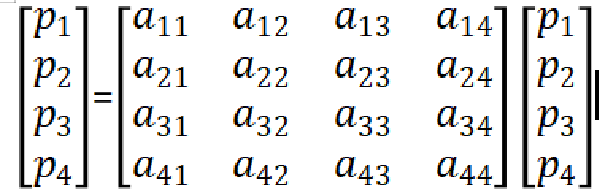 [p₁] = [a₁₁ a₁₂ a₁₃ a₁₄] [p₁]
[p₂] = [a₂₁ a₂₂ a₂₃ a₂₄] [p₂]
[p₃] = [a₃₁ a₃₂ a₃₃ a₃₄] [p₃]
[p₄] = [a₄₁ a₄₂ a₄₃ a₄₄] [p₄]